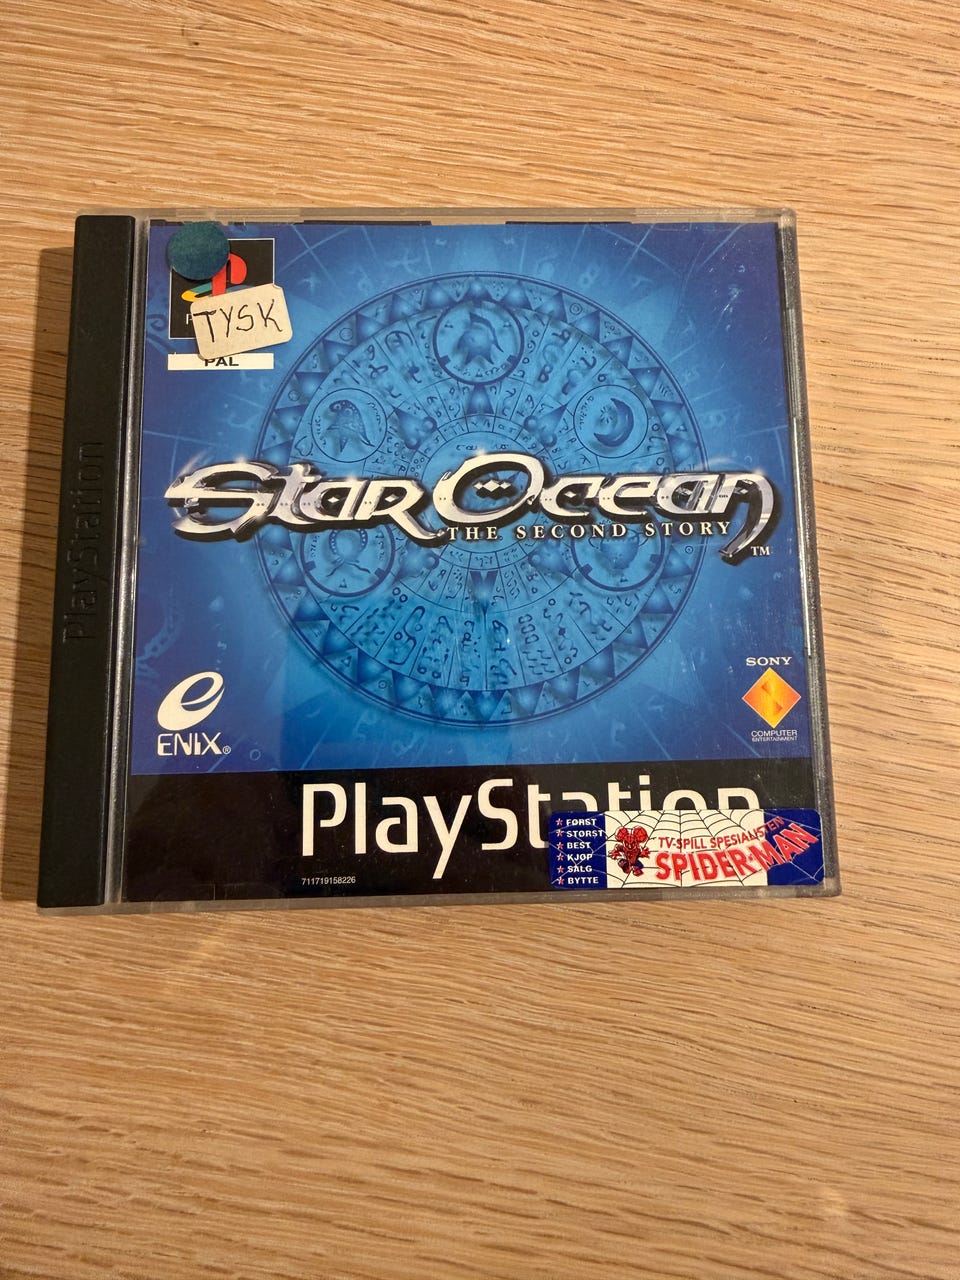 TYSK
PAL
PlayStation
Star Ocean
THE SECOND STORY
TM
ENIX®
SONY
COMPUTER
ENTERTAINMENT
PlayStation
711719158226
FØRST
STØRST
BEST
KJØP
SALG
BYTTE
TV-SPILL SPESIALISTEN
SPIDER-MAN